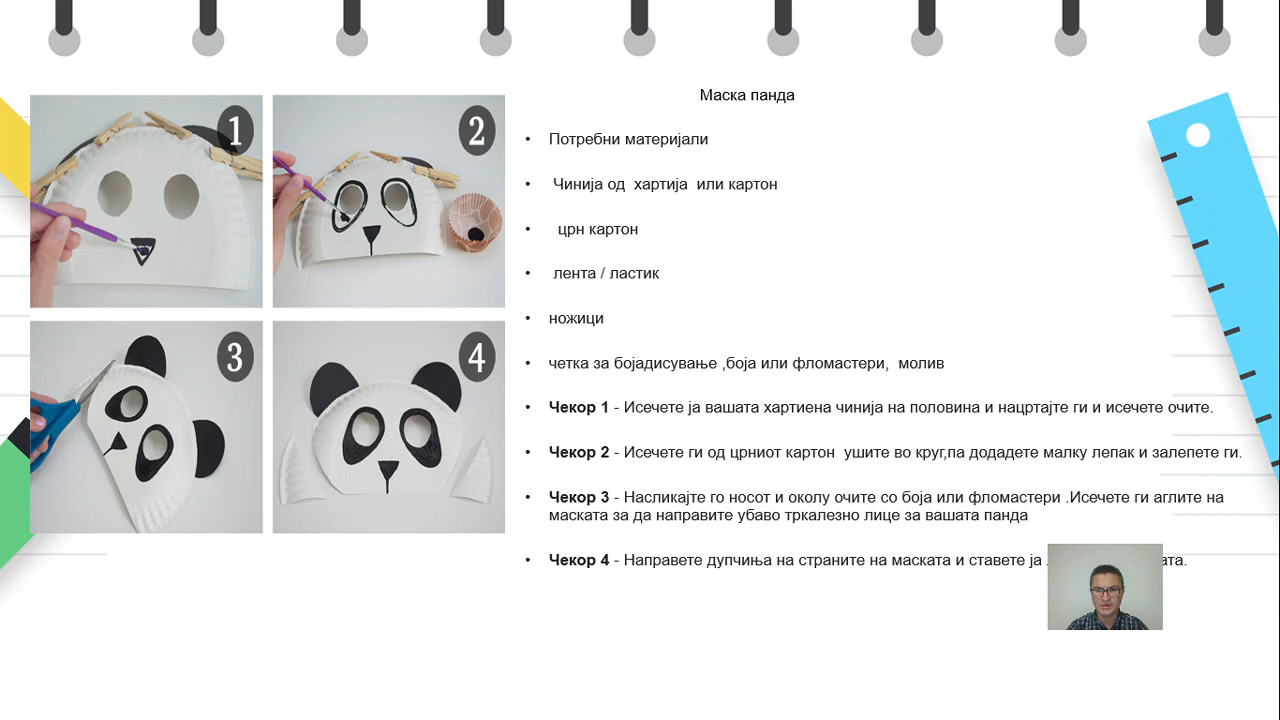 Маска панда
1
2
3
4
• Потребни материјали
• Чинија од хартија или картон
• црн картон
• лента / ластик
• ножици
• четка за бојадисување ,боја или фломастери, молив
• Чекор 1 - Исечете ја вашата хартиена чинија на половина и нацртајте ги и исечете очите.
• Чекор 2 - Исечете ги од црниот картон ушите во круг,па додадете малку лепак и залепете ги.
• Чекор 3 - Насликајте го носот и околу очите со боја или фломастери .Исечете ги аглите на
маската за да направите убаво тркалезно лице за вашата панда
• Чекор 4 - Направете дупчиња на страните на маската и ставете ја